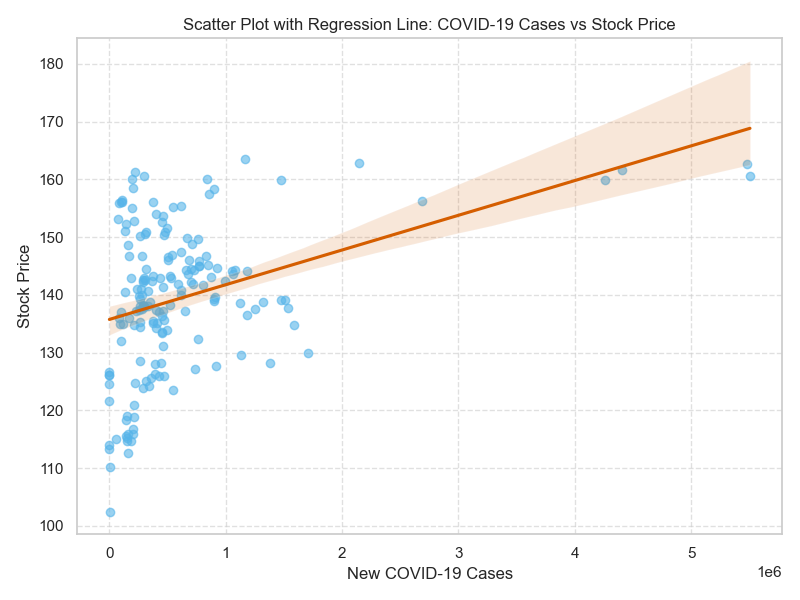 Scatter Plot with Regression Line: COVID-19 Cases vs Stock Price
180
170
160
150
140
130
120
110
100
Stock Price
0 1 2 3 4 5
1e6
New COVID-19 Cases